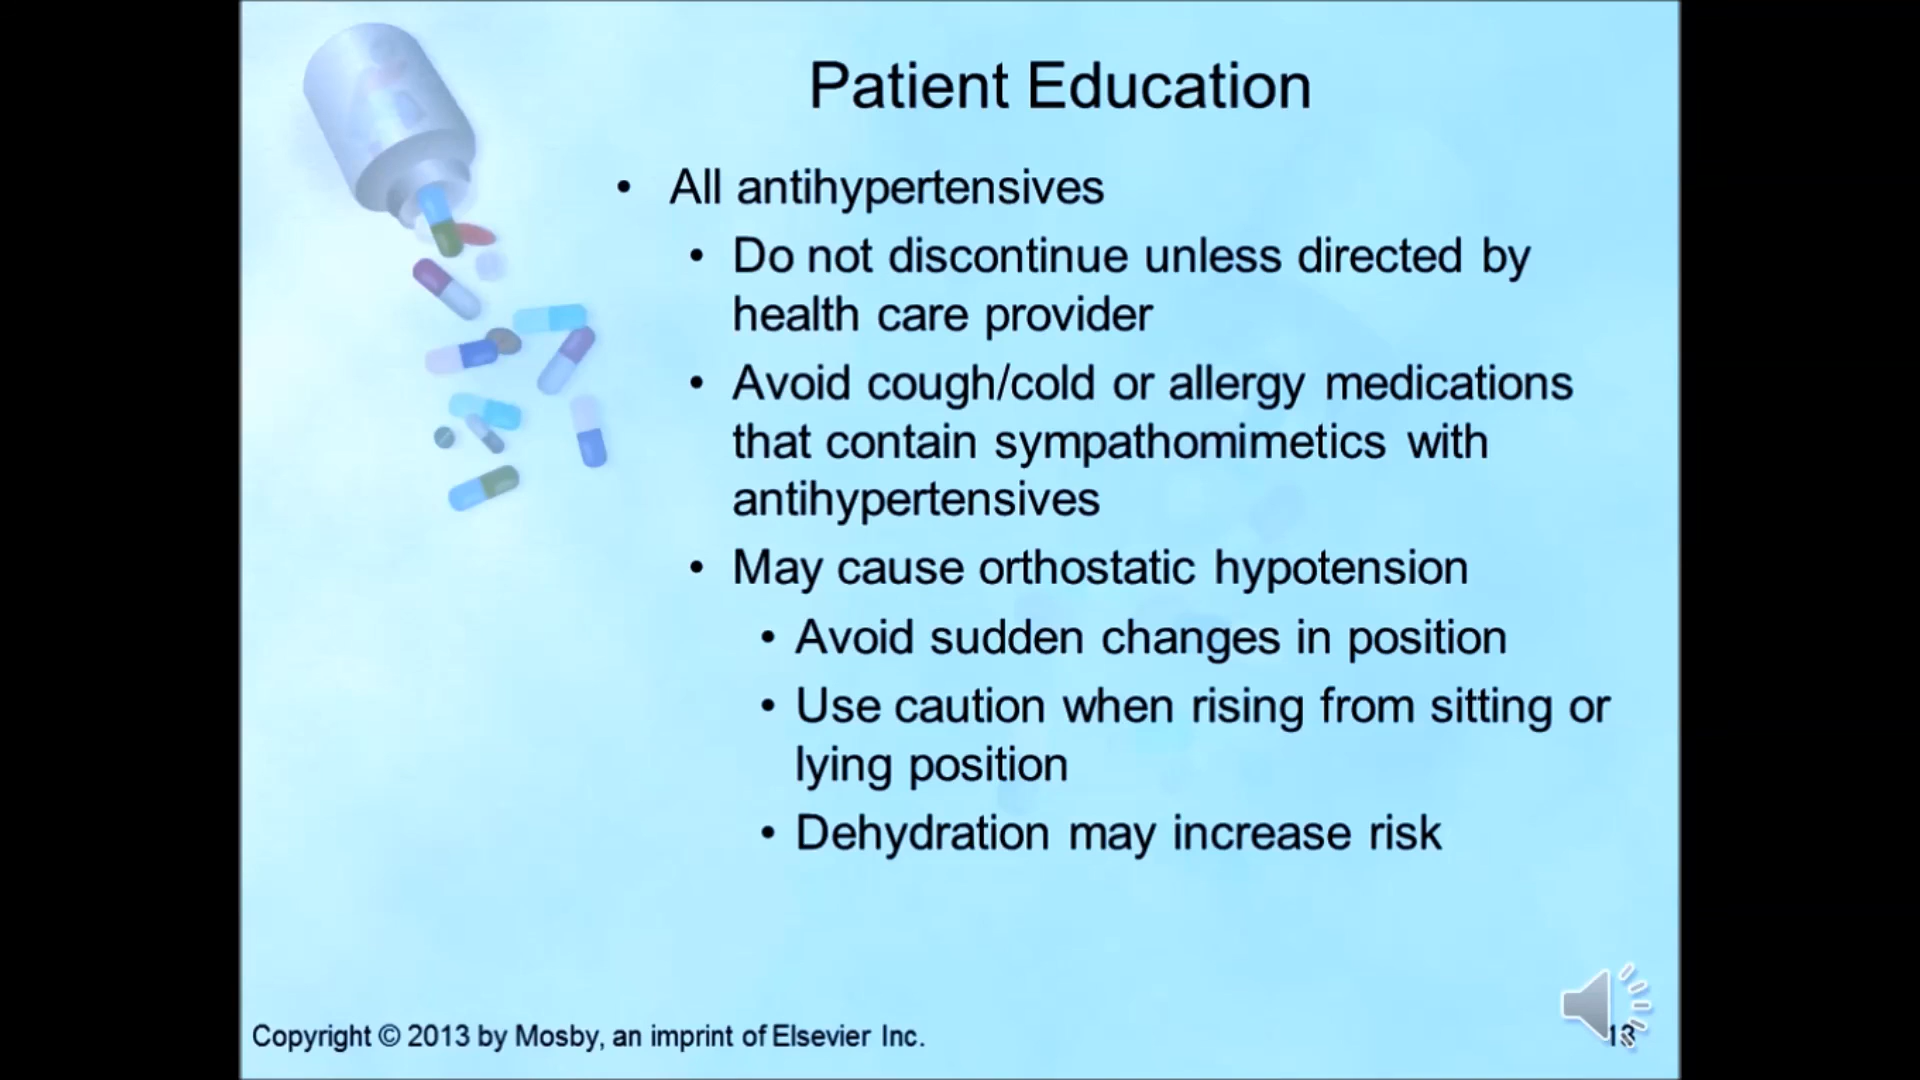 Patient Education
• All antihypertensives
• Do not discontinue unless directed by
health care provider
• Avoid cough/cold or allergy medications
that contain sympathomimetics with
antihypertensives
• May cause orthostatic hypotension
• Avoid sudden changes in position
• Use caution when rising from sitting or
lying position
• Dehydration may increase risk
Copyright © 2013 by Mosby, an imprint of Elsevier Inc.